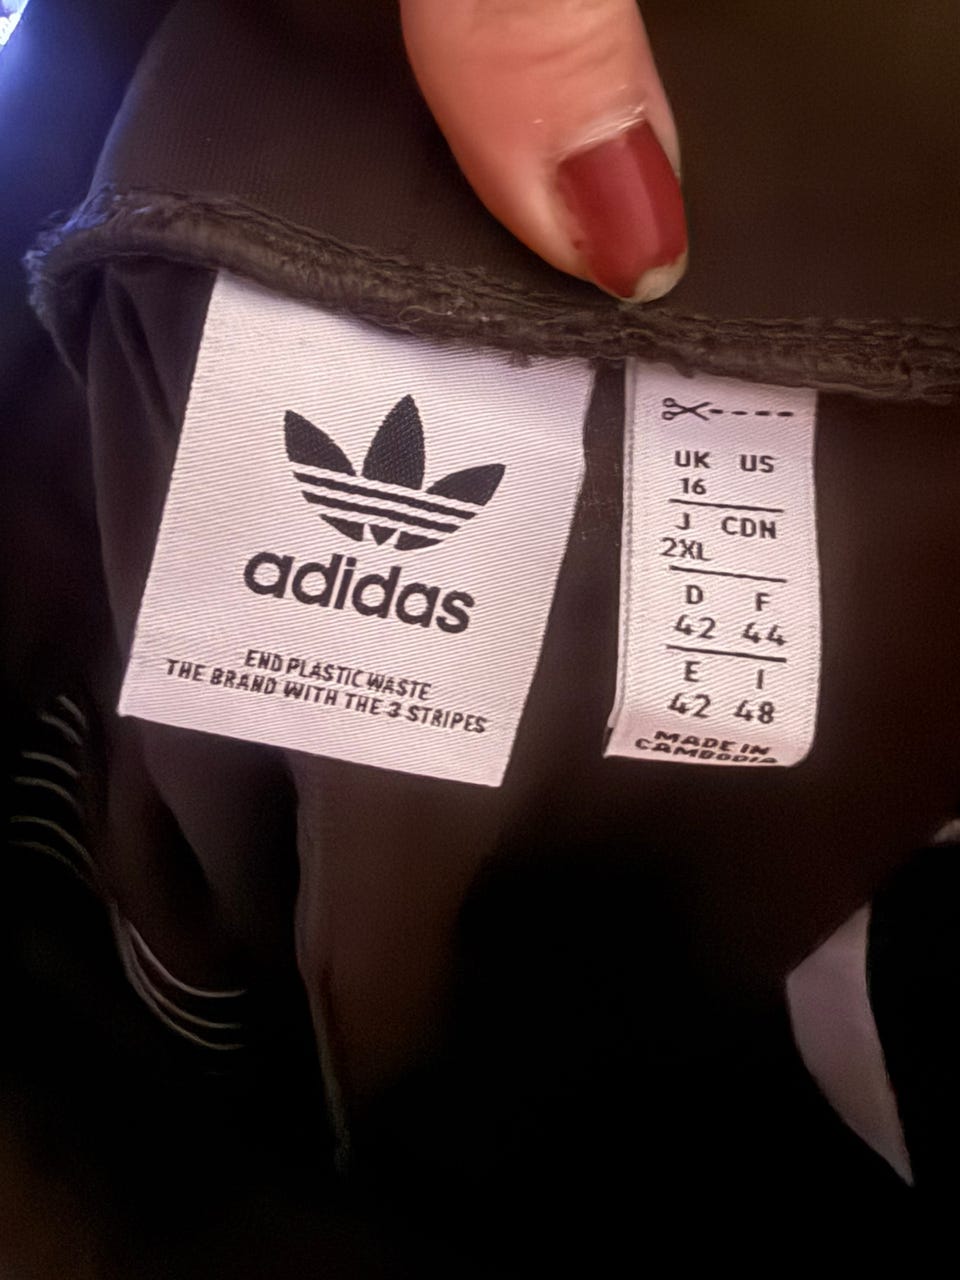 adidas
END PLASTIC WASTE
THE BRAND WITH THE 3 STRIPES
UK US
16
J CDN
2XL
D F
42 44
E I
42 48
MADE IN
CAMBODIA